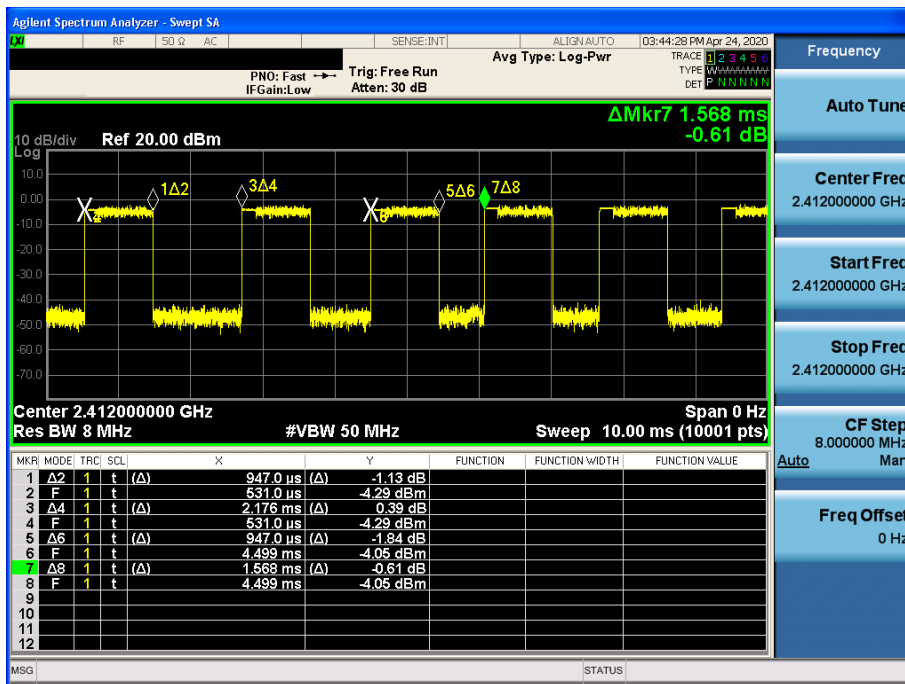 Agilent Spectrum Analyzer - Swept SA
LXI RF 50 Ω AC SENSE:INT ALIGN AUTO 03:44:28 PM Apr 24, 2020
Frequency
Avg Type: Log-Pwr TRACE 1 2 3 4 5 6
PNO: Fast Trig: Free Run TYPE WWWWWW
IFGain:Low Atten: 30 dB DET P N N N N N
Auto Tune
ΔMkr7 1.568 ms
10 dB/div Ref 20.00 dBm -0.61 dB
Log
10.0
0.00
-10.0
-20.0
-30.0
-40.0
-50.0
-60.0
-70.0
1Δ2 3Δ4 5Δ6 7Δ8
Center Freq
2.412000000 GHz
Start Freq
2.412000000 GHz
Stop Freq
2.412000000 GHz
Center 2.412000000 GHz Span 0 Hz
Res BW 8 MHz #VBW 50 MHz Sweep 10.00 ms (10001 pts)
CF Step
8.000000 MHz
Auto Man
Freq Offset
0 Hz
MKR MODE TRC SCL X Y FUNCTION FUNCTION WIDTH FUNCTION VALUE
1 Δ2 1 t (Δ) 947.0 µs (Δ) -1.13 dB
2 F 1 t 531.0 µs -4.29 dBm
3 Δ4 1 t (Δ) 2.176 ms (Δ) 0.39 dB
4 F 1 t 531.0 µs -4.29 dBm
5 Δ6 1 t (Δ) 947.0 µs (Δ) -1.84 dB
6 F 1 t 4.499 ms -4.05 dBm
7 Δ8 1 t (Δ) 1.568 ms (Δ) -0.61 dB
8 F 1 t 4.499 ms -4.05 dBm
9
10
11
12
MSG STATUS